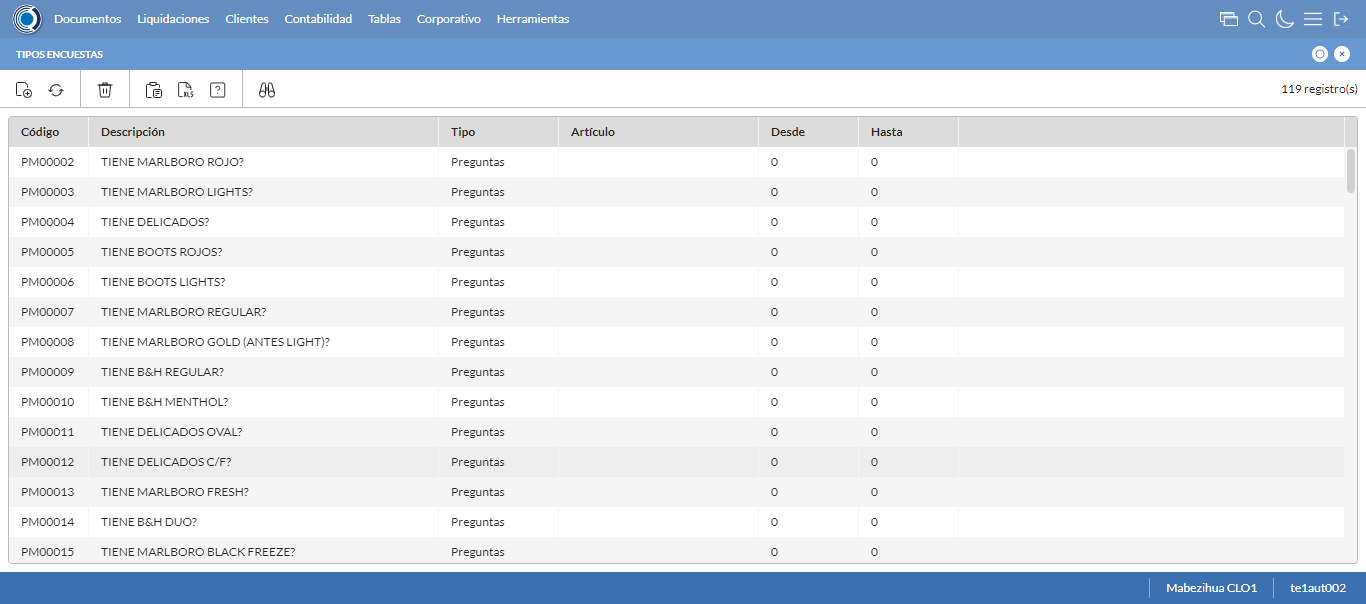 Documentos Liquidaciones Clientes Contabilidad Tablas Corporativo Herramientas
TIPOS ENCUESTAS
XLS ? 119 registro(s)
Código Descripción Tipo Artículo Desde Hasta
PM00002 TIENE MARLBORO ROJO? Preguntas 0 0
PM00003 TIENE MARLBORO LIGHTS? Preguntas 0 0
PM00004 TIENE DELICADOS? Preguntas 0 0
PM00005 TIENE BOOTS ROJOS? Preguntas 0 0
PM00006 TIENE BOOTS LIGHTS? Preguntas 0 0
PM00007 TIENE MARLBORO REGULAR? Preguntas 0 0
PM00008 TIENE MARLBORO GOLD (ANTES LIGHT)? Preguntas 0 0
PM00009 TIENE B&H REGULAR? Preguntas 0 0
PM00010 TIENE B&H MENTHOL? Preguntas 0 0
PM00011 TIENE DELICADOS OVAL? Preguntas 0 0
PM00012 TIENE DELICADOS C/F? Preguntas 0 0
PM00013 TIENE MARLBORO FRESH? Preguntas 0 0
PM00014 TIENE B&H DUO? Preguntas 0 0
PM00015 TIENE MARLBORO BLACK FREEZE? Preguntas 0 0
Mabezihua CLO1 te1aut002